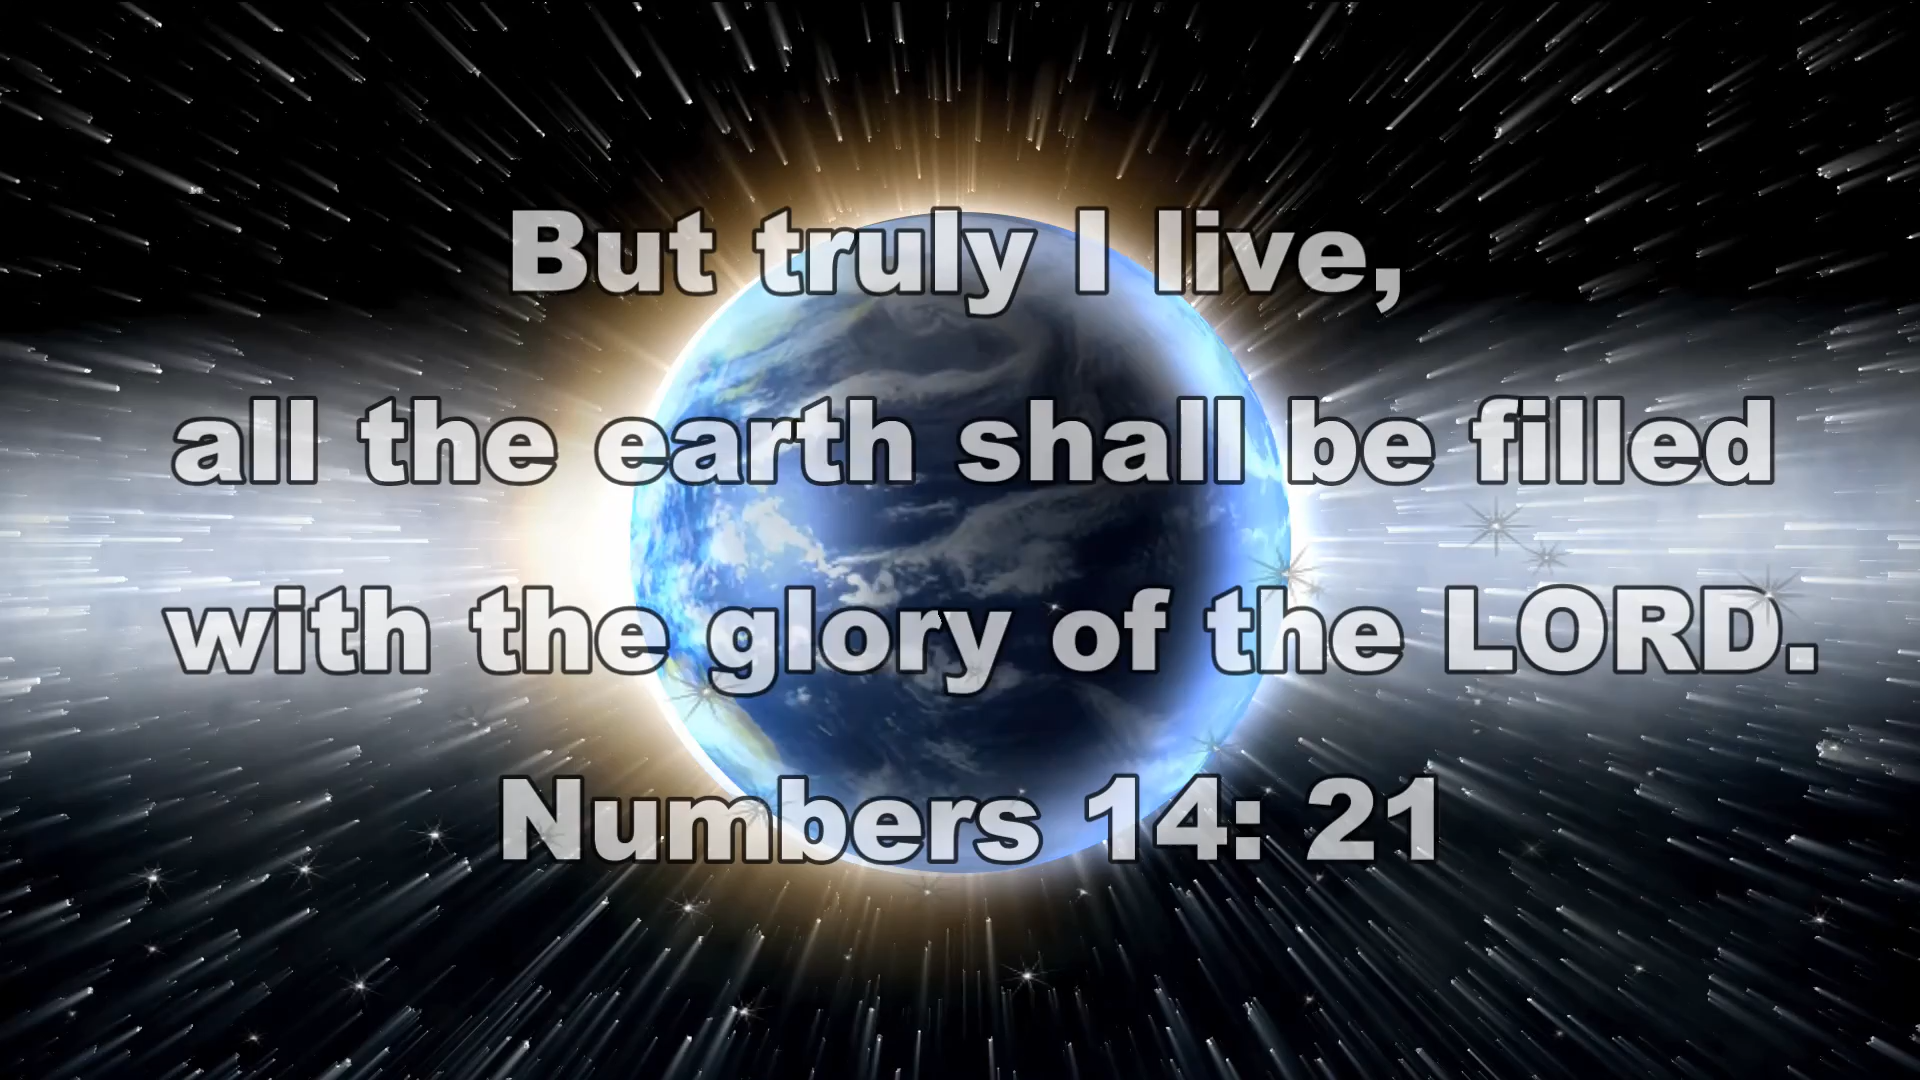 But truly I live,
all the earth shall be filled
with the glory of the LORD.
Numbers 14: 21